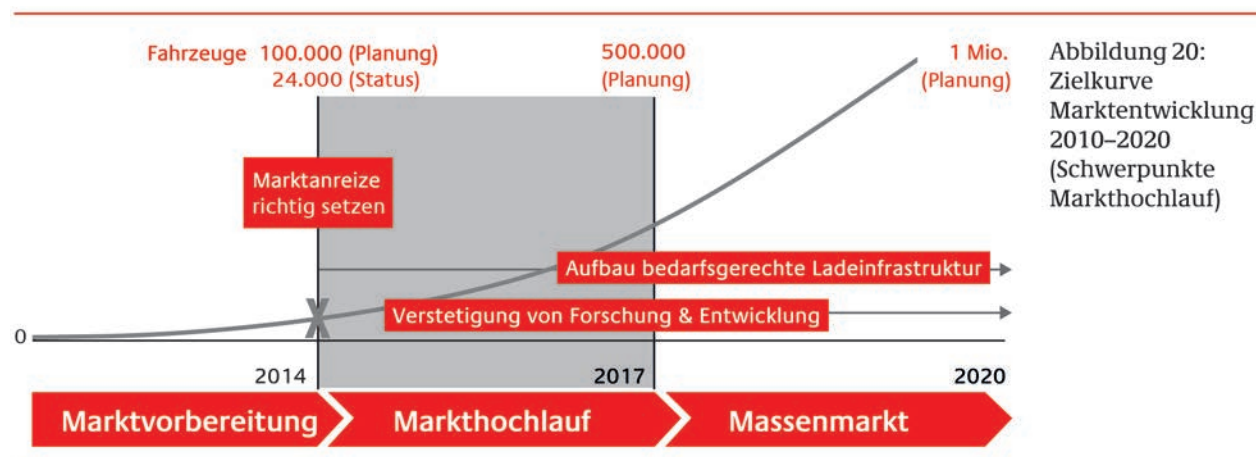 Fahrzeuge 100.000 (Planung)
24.000 (Status)
500.000
(Planung)
1 Mio.
(Planung)
Abbildung 20:
Zielkurve
Marktentwicklung
2010–2020
(Schwerpunkte
Markthochlauf)
Marktanreize
richtig setzen
Aufbau bedarfsgerechte Ladeinfrastruktur
Verstetigung von Forschung & Entwicklung
0
2014
2017
2020
Marktvorbereitung
Markthochlauf
Massenmarkt